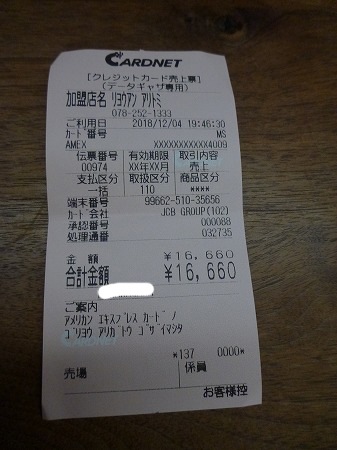 CARDNET
[クレジットカード売上票]
(データギャザ専用)
加盟店名 リヨウアン アリトミ
078-252-1333
ご利用日 2018/12/04 19:46:30
カード番号 MS
AMEX XXXXXXXXXXX4009
伝票番号 有効期限 取引内容
00974 XX年XX月 売上
支払区分 取扱区分 商品区分
一括 110 ****
端末番号 99662-510-35656
カード会社 JCB GROUP(102)
承認番号 000088
処理通番 032735
金額 ¥16,660
合計金額 ¥16,660
ご案内
アメリカン エキスプレス カード ノ
ゴリヨウ アリガトウ ゴザイマシタ
*137 0000*
売場 係員
お客様控